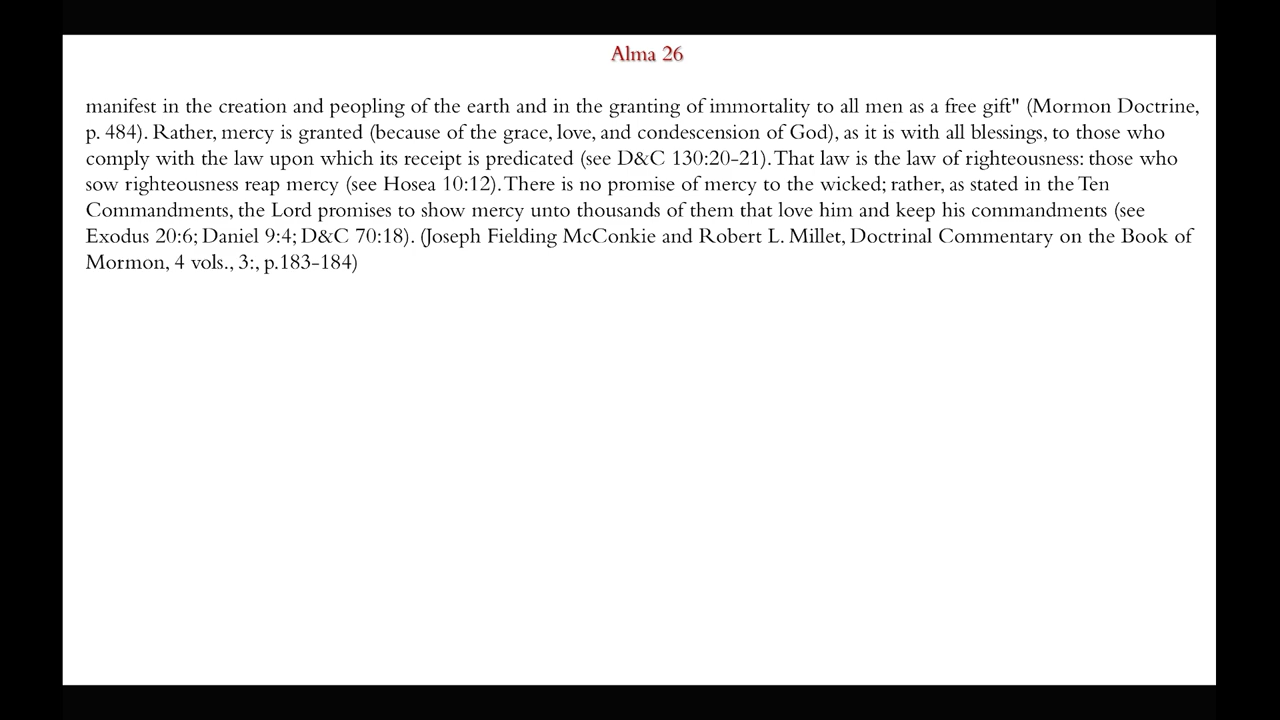 Alma 26
manifest in the creation and peopling of the earth and in the granting of immortality to all men as a free gift" (Mormon Doctrine,
p. 484). Rather, mercy is granted (because of the grace, love, and condescension of God), as it is with all blessings, to those who
comply with the law upon which its receipt is predicated (see D&C 130:20-21). That law is the law of righteousness: those who
sow righteousness reap mercy (see Hosea 10:12). There is no promise of mercy to the wicked; rather, as stated in the Ten
Commandments, the Lord promises to show mercy unto thousands of them that love him and keep his commandments (see
Exodus 20:6; Daniel 9:4; D&C 70:18). (Joseph Fielding McConkie and Robert L. Millet, Doctrinal Commentary on the Book of
Mormon, 4 vols., 3:, p.183-184)